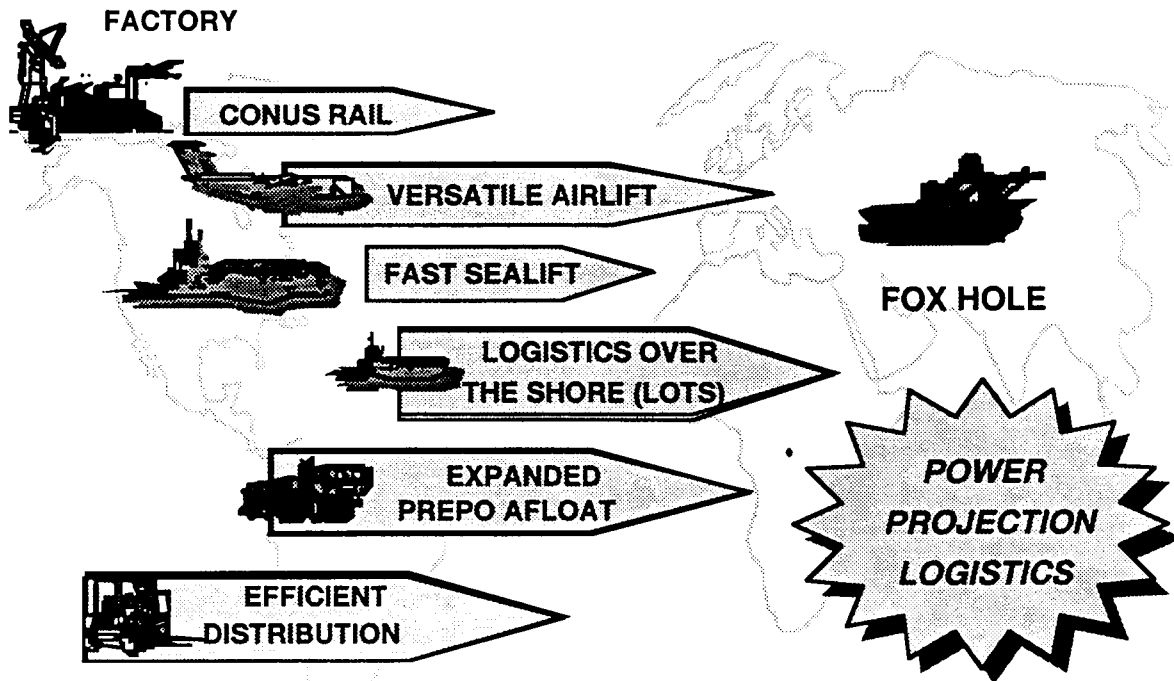 FACTORY
CONUS RAIL
VERSATILE AIRLIFT
FAST SEALIFT
FOX HOLE
LOGISTICS OVER
THE SHORE (LOTS)
EXPANDED
PREPO AFLOAT
POWER
PROJECTION
LOGISTICS
EFFICIENT
DISTRIBUTION